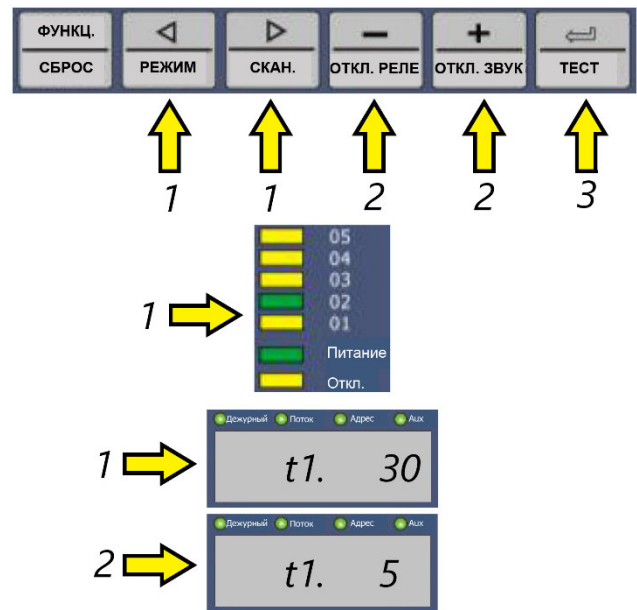 ФУНКЦ.
СБРОС РЕЖИМ СКАН. ОТКЛ. РЕЛЕ ОТКЛ. ЗВУК ТЕСТ
1 1 2 2 3
05
04
03
02
01
1
Питание
Откл.
Дежурный Поток Адрес Aux
1 t1. 30
Дежурный Поток Адрес Aux
2 t1. 5